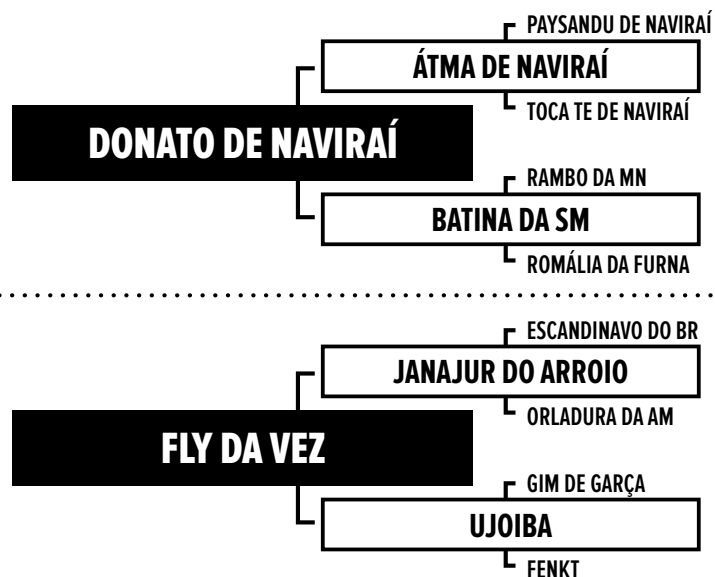 PAYSANDU DE NAVIRAÍ
ÁTMA DE NAVIRAÍ
TOCA TE DE NAVIRAÍ
DONATO DE NAVIRAÍ
RAMBO DA MN
BATINA DA SM
ROMÁLIA DA FURNA
ESCANDINAVO DO BR
JANAJUR DO ARROIO
ORLADURA DA AM
FLY DA VEZ
GIM DE GARÇA
UJOIBA
FENKT